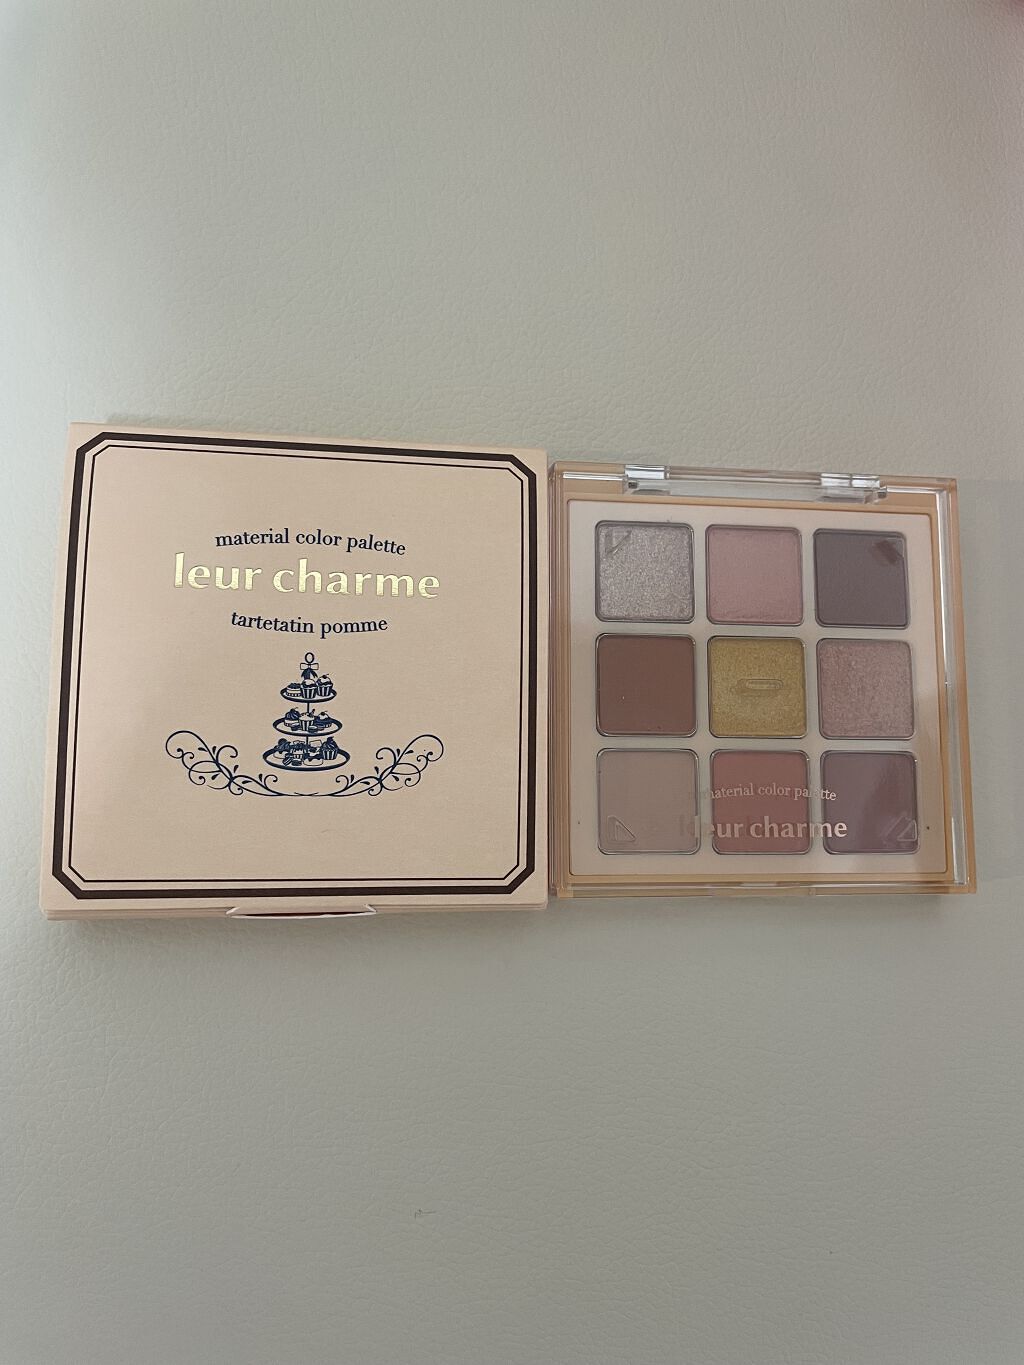 material color palette
leur charme
tartetatin pomme
material color palette
leur charme